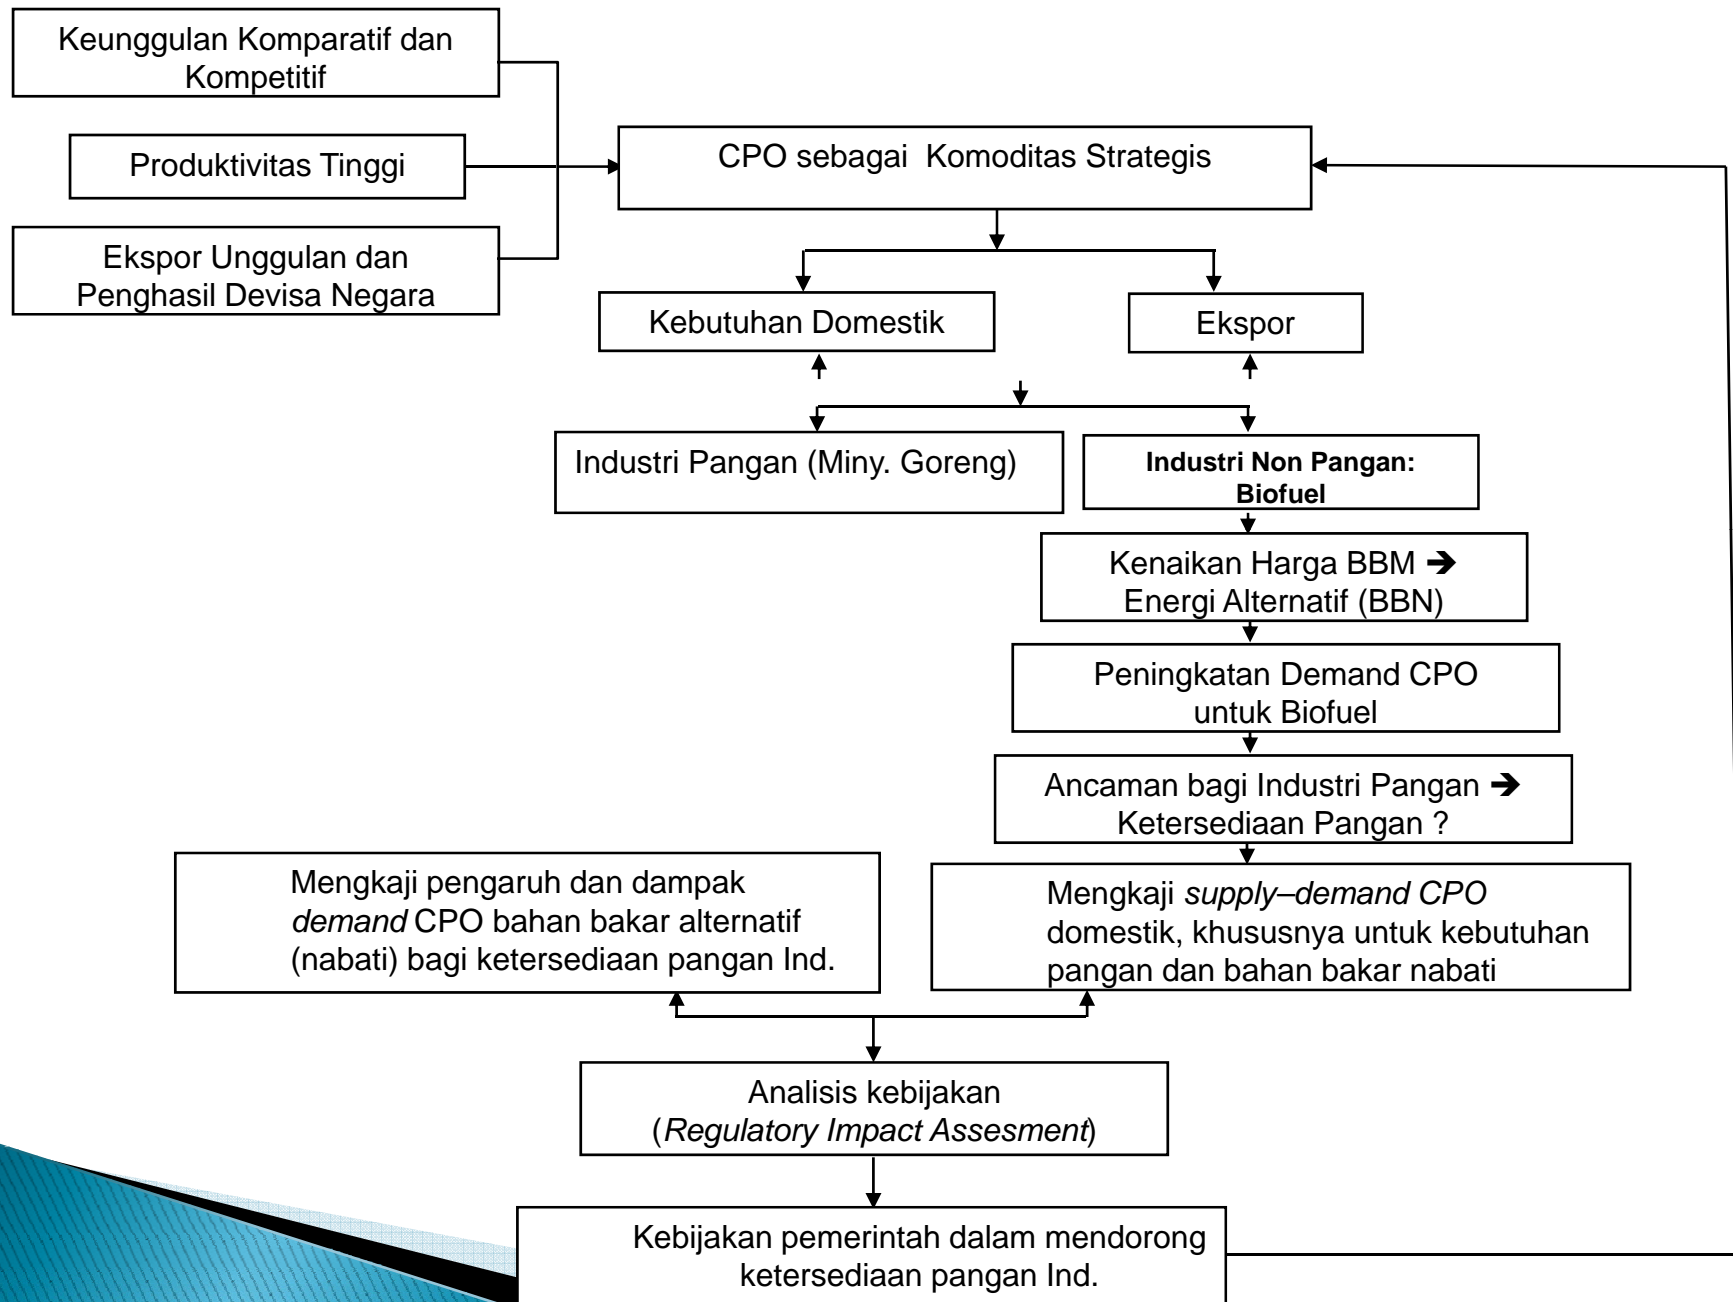 Keunggulan Komparatif dan
Kompetitif
Produktivitas Tinggi
Ekspor Unggulan dan
Penghasil Devisa Negara
CPO sebagai Komoditas Strategis
Kebutuhan Domestik
Ekspor
Industri Pangan (Miny. Goreng)
Industri Non Pangan:
Biofuel
Kenaikan Harga BBM ➔
Energi Alternatif (BBN)
Peningkatan Demand CPO
untuk Biofuel
Ancaman bagi Industri Pangan ➔
Ketersediaan Pangan ?
Mengkaji pengaruh dan dampak
demand CPO bahan bakar alternatif
(nabati) bagi ketersediaan pangan Ind.
Mengkaji supply–demand CPO
domestik, khususnya untuk kebutuhan
pangan dan bahan bakar nabati
Analisis kebijakan
(Regulatory Impact Assesment)
Kebijakan pemerintah dalam mendorong
ketersediaan pangan Ind.